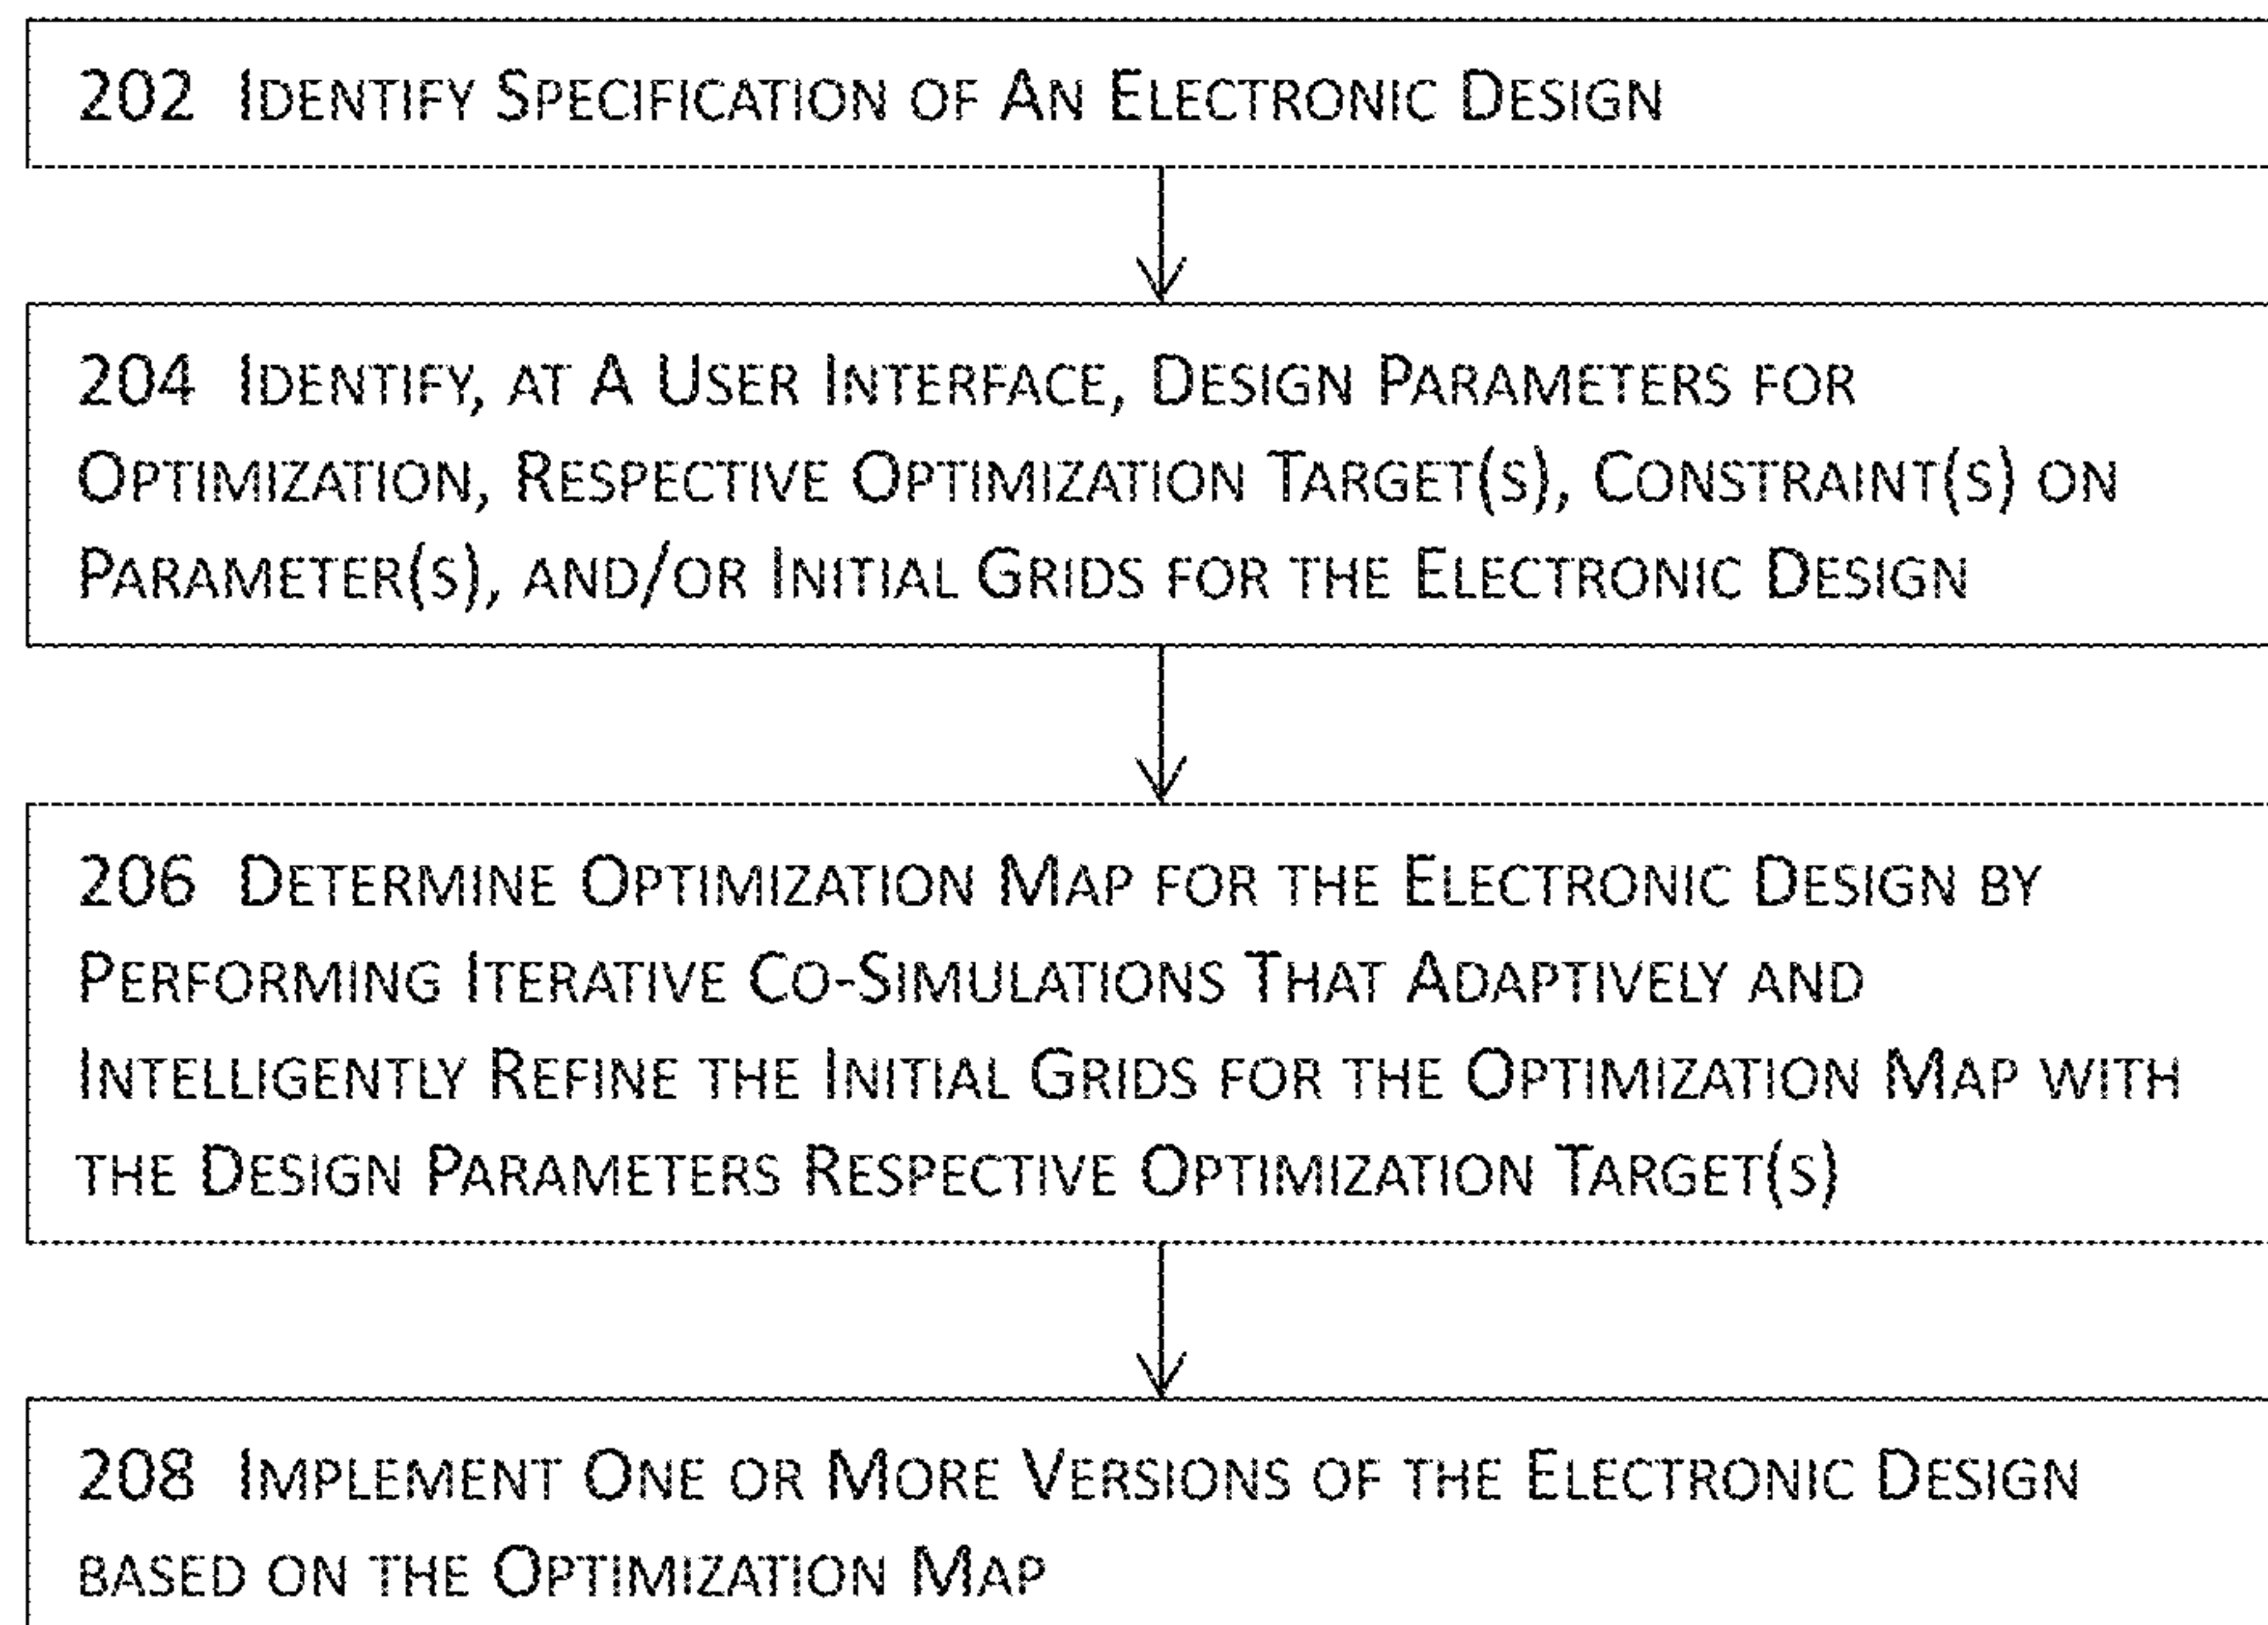 202 Identify Specification of An Electronic Design
204 Identify, at A User Interface, Design Parameters for
Optimization, Respective Optimization Target(s), Constraint(s) on
Parameter(s), and/or Initial Grids for the Electronic Design
206 Determine Optimization Map for the Electronic Design by
Performing Iterative Co-Simulations That Adaptively and
Intelligently Refine the Initial Grids for the Optimization Map with
the Design Parameters Respective Optimization Target(s)
208 Implement One or More Versions of the Electronic Design
based on the Optimization Map